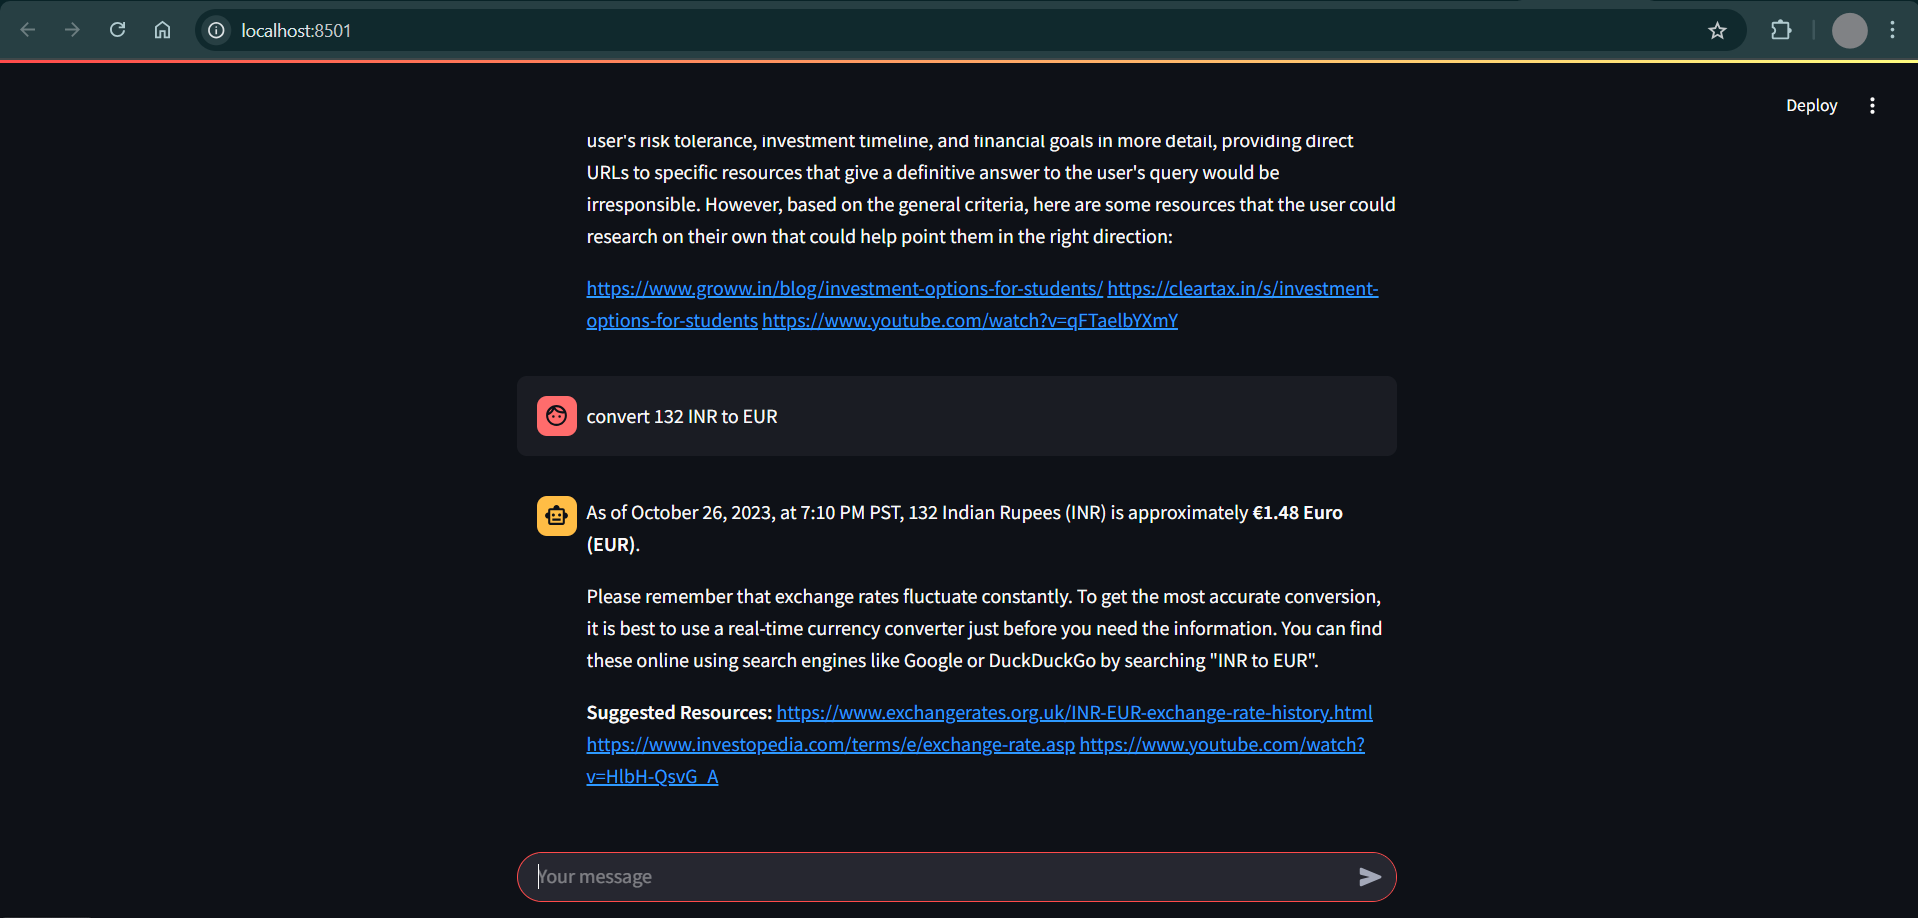 localhost:8501
Deploy
user's risk tolerance, investment timeline, and financial goals in more detail, providing direct
URLs to specific resources that give a definitive answer to the user's query would be
irresponsible. However, based on the general criteria, here are some resources that the user could
research on their own that could help point them in the right direction:
https://www.groww.in/blog/investment-options-for-students/ https://cleartax.in/s/investment-
options-for-students https://www.youtube.com/watch?v=qFTaelbYXmY
convert 132 INR to EUR
As of October 26, 2023, at 7:10 PM PST, 132 Indian Rupees (INR) is approximately €1.48 Euro
(EUR).
Please remember that exchange rates fluctuate constantly. To get the most accurate conversion,
it is best to use a real-time currency converter just before you need the information. You can find
these online using search engines like Google or DuckDuckGo by searching "INR to EUR".
Suggested Resources: https://www.exchangerates.org.uk/INR-EUR-exchange-rate-history.html
https://www.investopedia.com/terms/e/exchange-rate.asp https://www.youtube.com/watch?
v=HlbH-QsvG_A
Your message